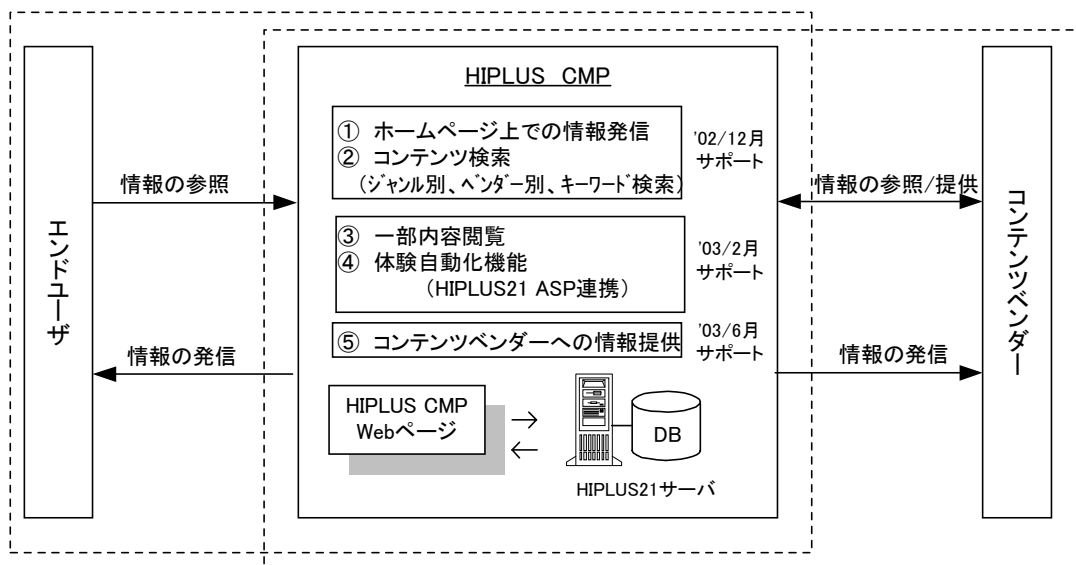 HIPLUS CMP
① ホームページ上での情報発信
② コンテンツ検索
(ジャンル別、ベンダー別、キーワード検索)
'02/12月
サポート
情報の参照
情報の参照/提供
エンドユーザ
コンテンツベンダー
③ 一部内容閲覧
④ 体験自動化機能
(HIPLUS21 ASP連携)
'03/2月
サポート
⑤ コンテンツベンダーへの情報提供
'03/6月
サポート
情報の発信
情報の発信
HIPLUS CMP
Webページ
→
←
DB
HIPLUS21サーバ